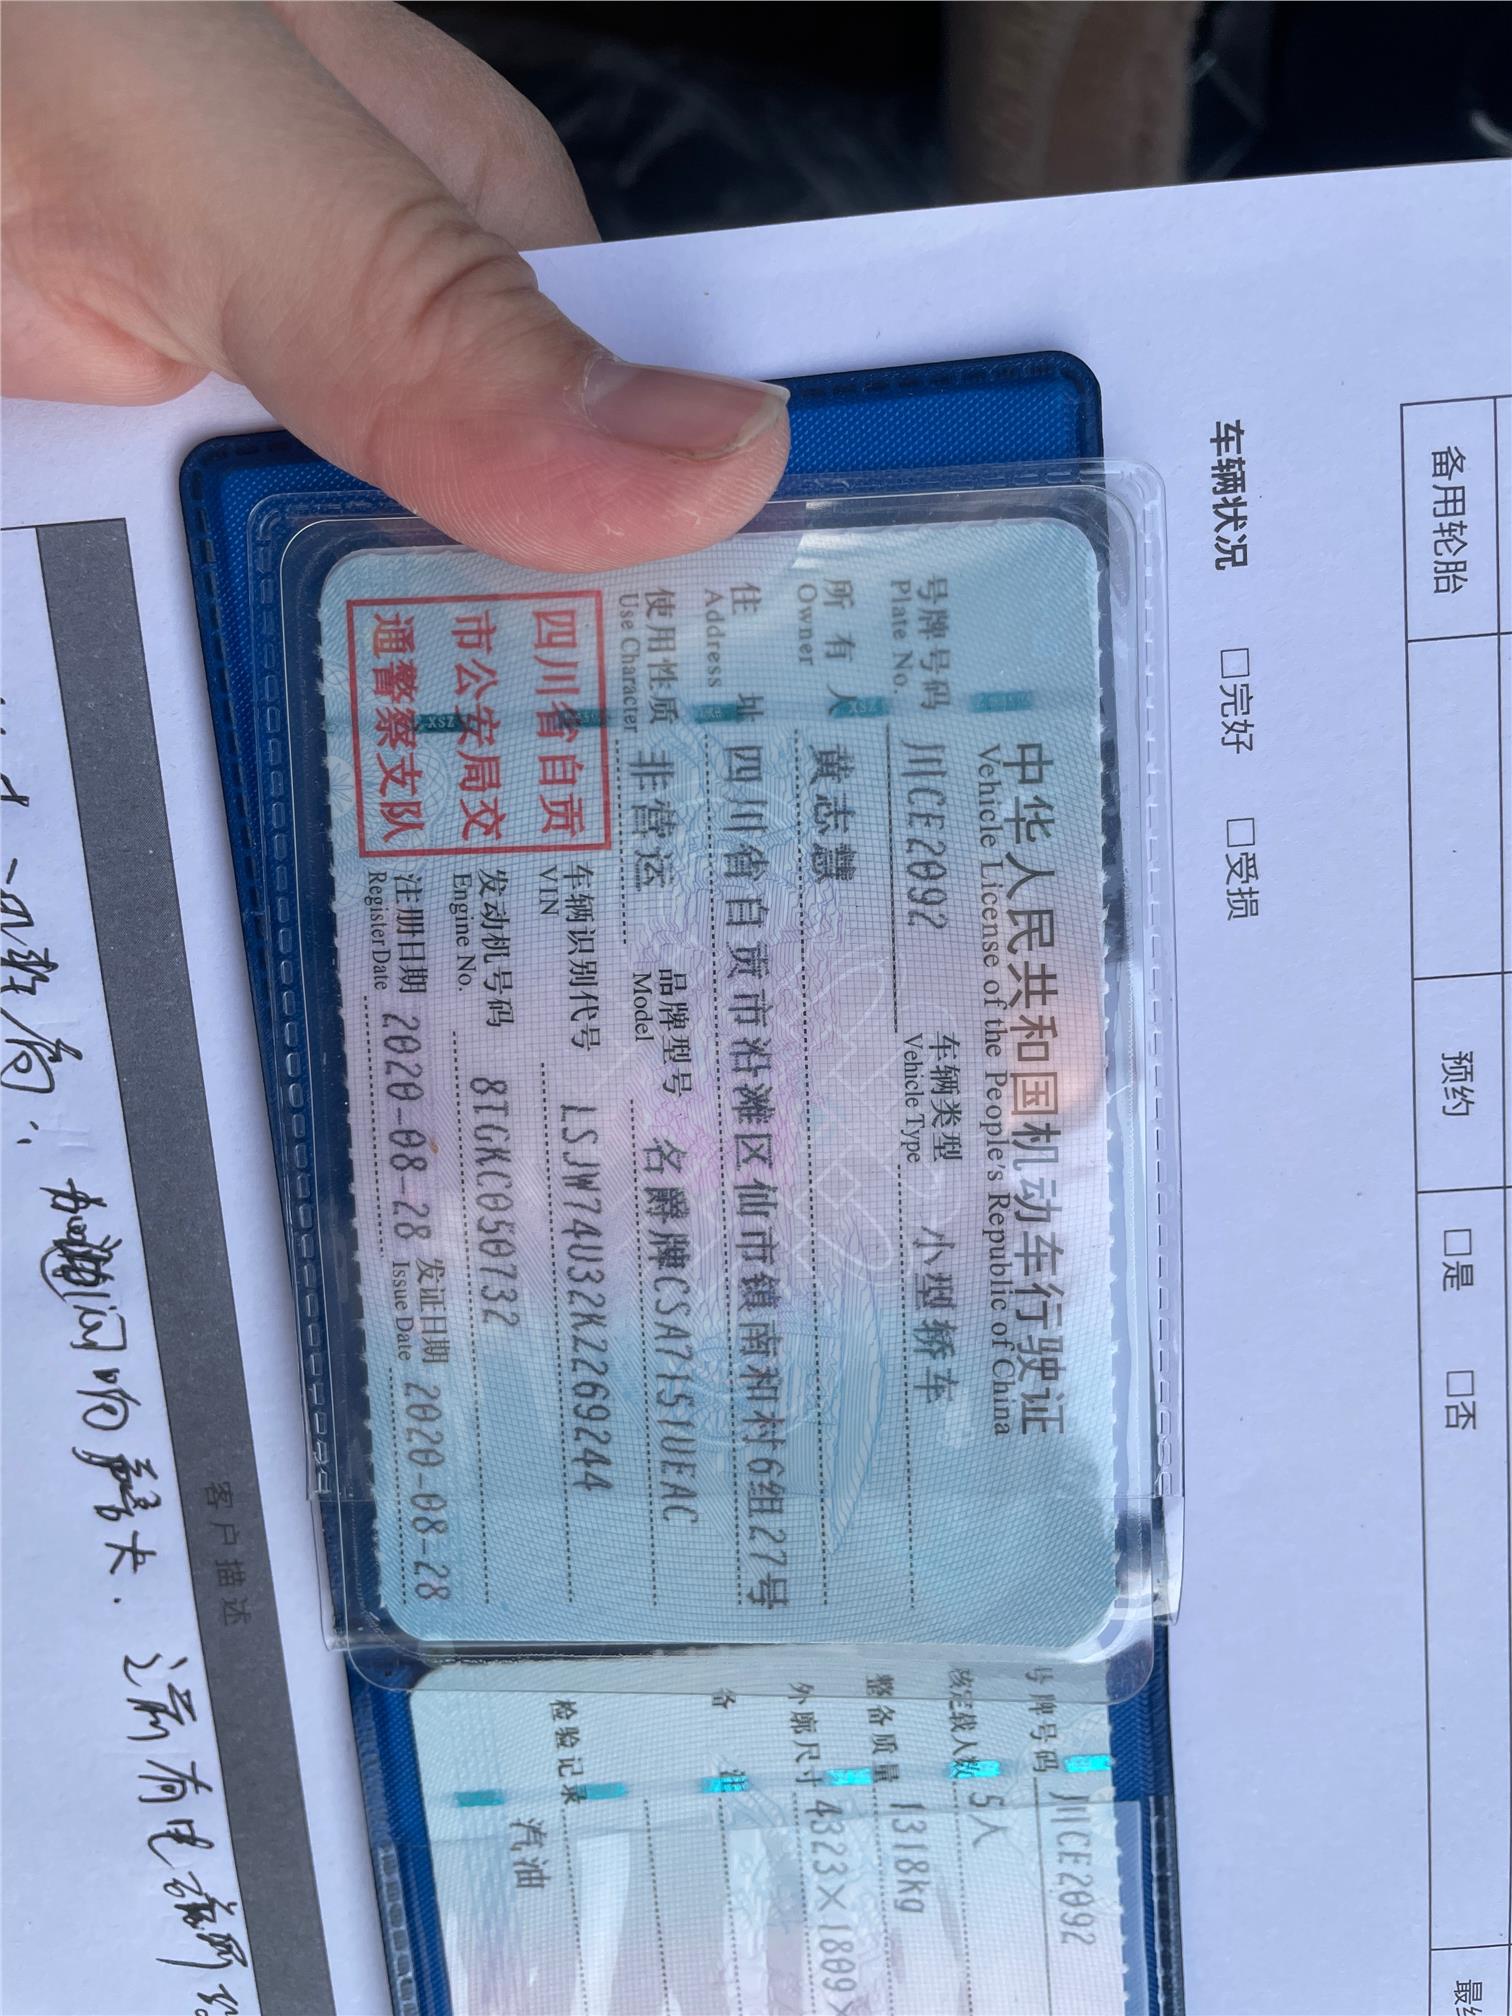 中华人民共和国机动车行驶证
Vehicle License of the People's Republic of China
号牌号码 川CE2092 车辆类型 小型轿车
Plate No. Vehicle Type
所有人 黄志慧
Owner
住址 四川省自贡市沿滩区仙市镇南和村6组27号
Address
使用性质 非营运 品牌型号 名爵牌CSA7151UEAC
Use Character Model
车辆识别代号 LSJW74U32KZ269244
VIN
发动机号码 8TGKC050732
Engine No.
注册日期 2020-08-28 发证日期 2020-08-28
Register Date Issue Date
四川省自贡
市公安局交
通警察支队
号牌号码 川CE2092
核定载人数 5人
整备质量 1318kg
外廓尺寸 4323×1809×
备注
检验记录
汽油
备用轮胎 预约 □是 □否
车辆状况 □完好 □受损
客户描述